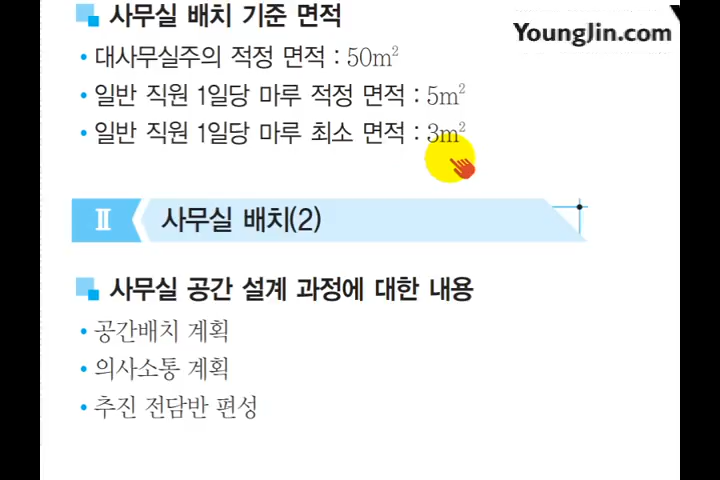 사무실 배치 기준 면적
YoungJin.com
• 대사무실주의 적정 면적 : 50m²
• 일반 직원 1일당 마루 적정 면적 : 5m²
• 일반 직원 1일당 마루 최소 면적 : 3m²
Ⅱ 사무실 배치(2)
사무실 공간 설계 과정에 대한 내용
• 공간배치 계획
• 의사소통 계획
• 추진 전담반 편성